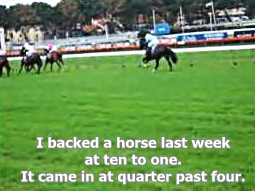 I backed a horse last week
at ten to one.
It came in at quarter past four.